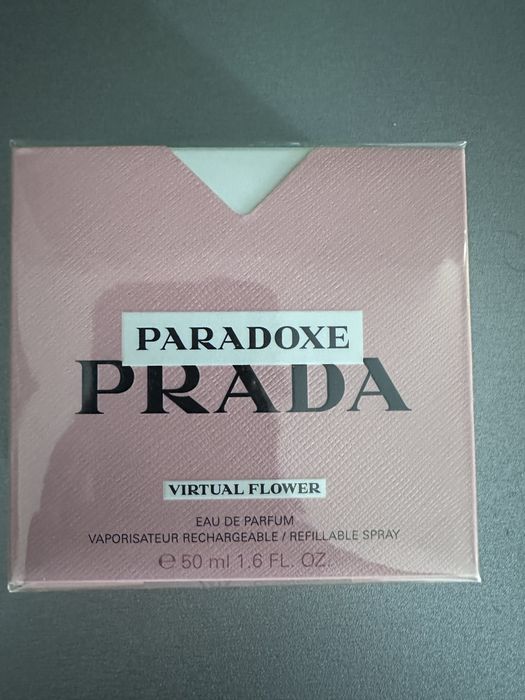 PARADOXE
PRADA
VIRTUAL FLOWER
EAU DE PARFUM
VAPORISATEUR RECHARGEABLE / REFILLABLE SPRAY
℮ 50 ml 1.6 FL. OZ.